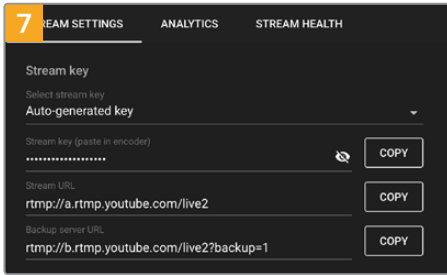 7
REAM SETTINGS ANALYTICS STREAM HEALTH
Stream key
Select stream key
Auto-generated key
Stream key (paste in encoder)
•••••••••••••••••••
COPY
Stream URL
rtmp://a.rtmp.youtube.com/live2
COPY
Backup server URL
rtmp://b.rtmp.youtube.com/live2?backup=1
COPY